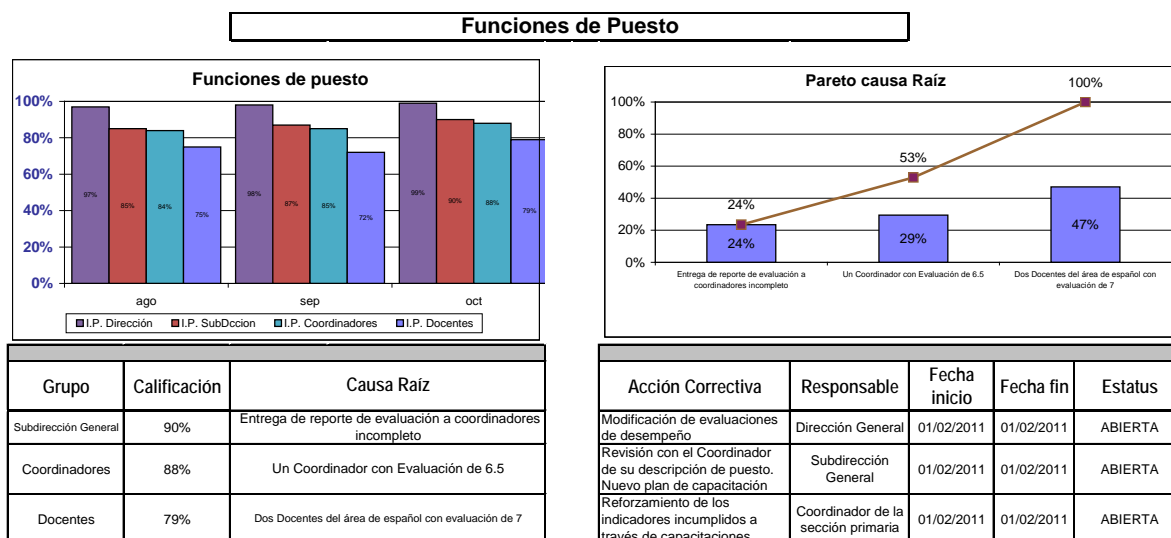 Funciones de Puesto
Funciones de puesto
100%
80%
60%
40%
20%
0%
97%
85%
84%
75%
98%
87%
85%
72%
99%
90%
88%
79%
ago
sep
oct
I.P. Dirección
I.P. SubDccion
I.P. Coordinadores
I.P. Docentes
Pareto causa Raíz
100%
80%
60%
40%
20%
0%
24%
53%
100%
24%
29%
47%
Entrega de reporte de evaluación a
coordinadores incompleto
Un Coordinador con Evaluación de 6.5
Dos Docentes del área de español con
evaluación de 7
Grupo
Calificación
Causa Raíz
Subdirección General
90%
Entrega de reporte de evaluación a coordinadores
incompleto
Coordinadores
88%
Un Coordinador con Evaluación de 6.5
Docentes
79%
Dos Docentes del área de español con evaluación de 7
Acción Correctiva
Responsable
Fecha
inicio
Fecha fin
Estatus
Modificación de evaluaciones
de desempeño
Dirección General
01/02/2011
01/02/2011
ABIERTA
Revisión con el Coordinador
de su descripción de puesto.
Nuevo plan de capacitación
Subdirección
General
01/02/2011
01/02/2011
ABIERTA
Reforzamiento de los
indicadores incumplidos a
través de capacitaciones
Coordinador de la
sección primaria
01/02/2011
01/02/2011
ABIERTA